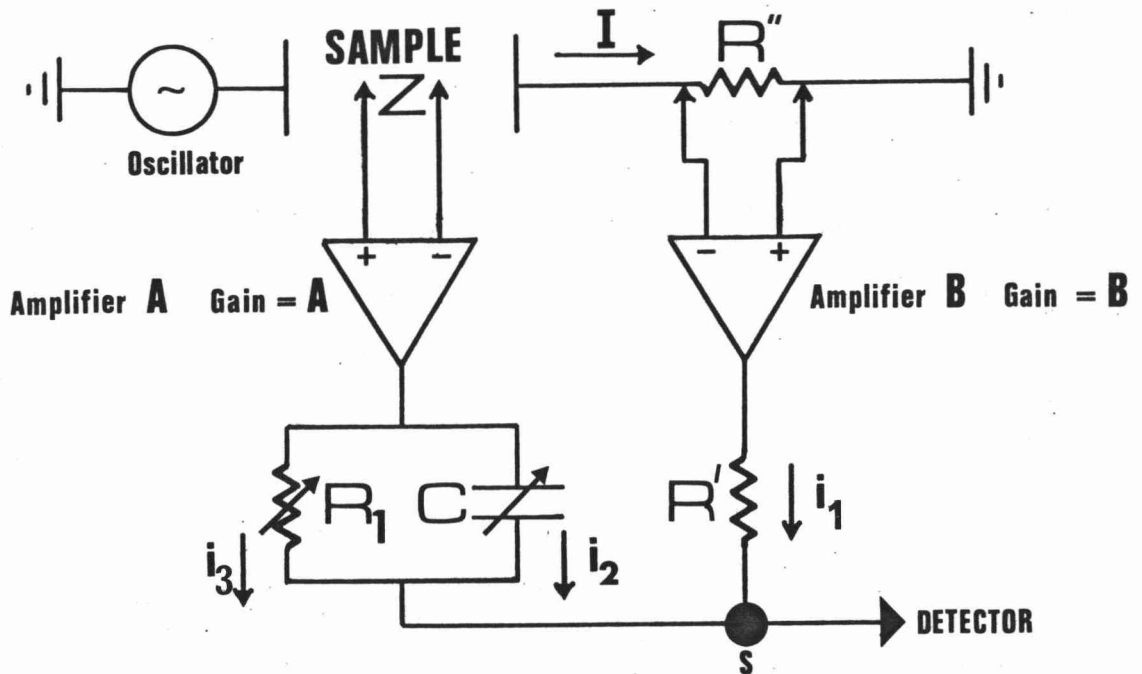 I
R″
SAMPLE
Z
~
Oscillator
+ −
− +
Amplifier A Gain = A
Amplifier B Gain = B
R1
C
R′
i1
i3
i2
DETECTOR
S